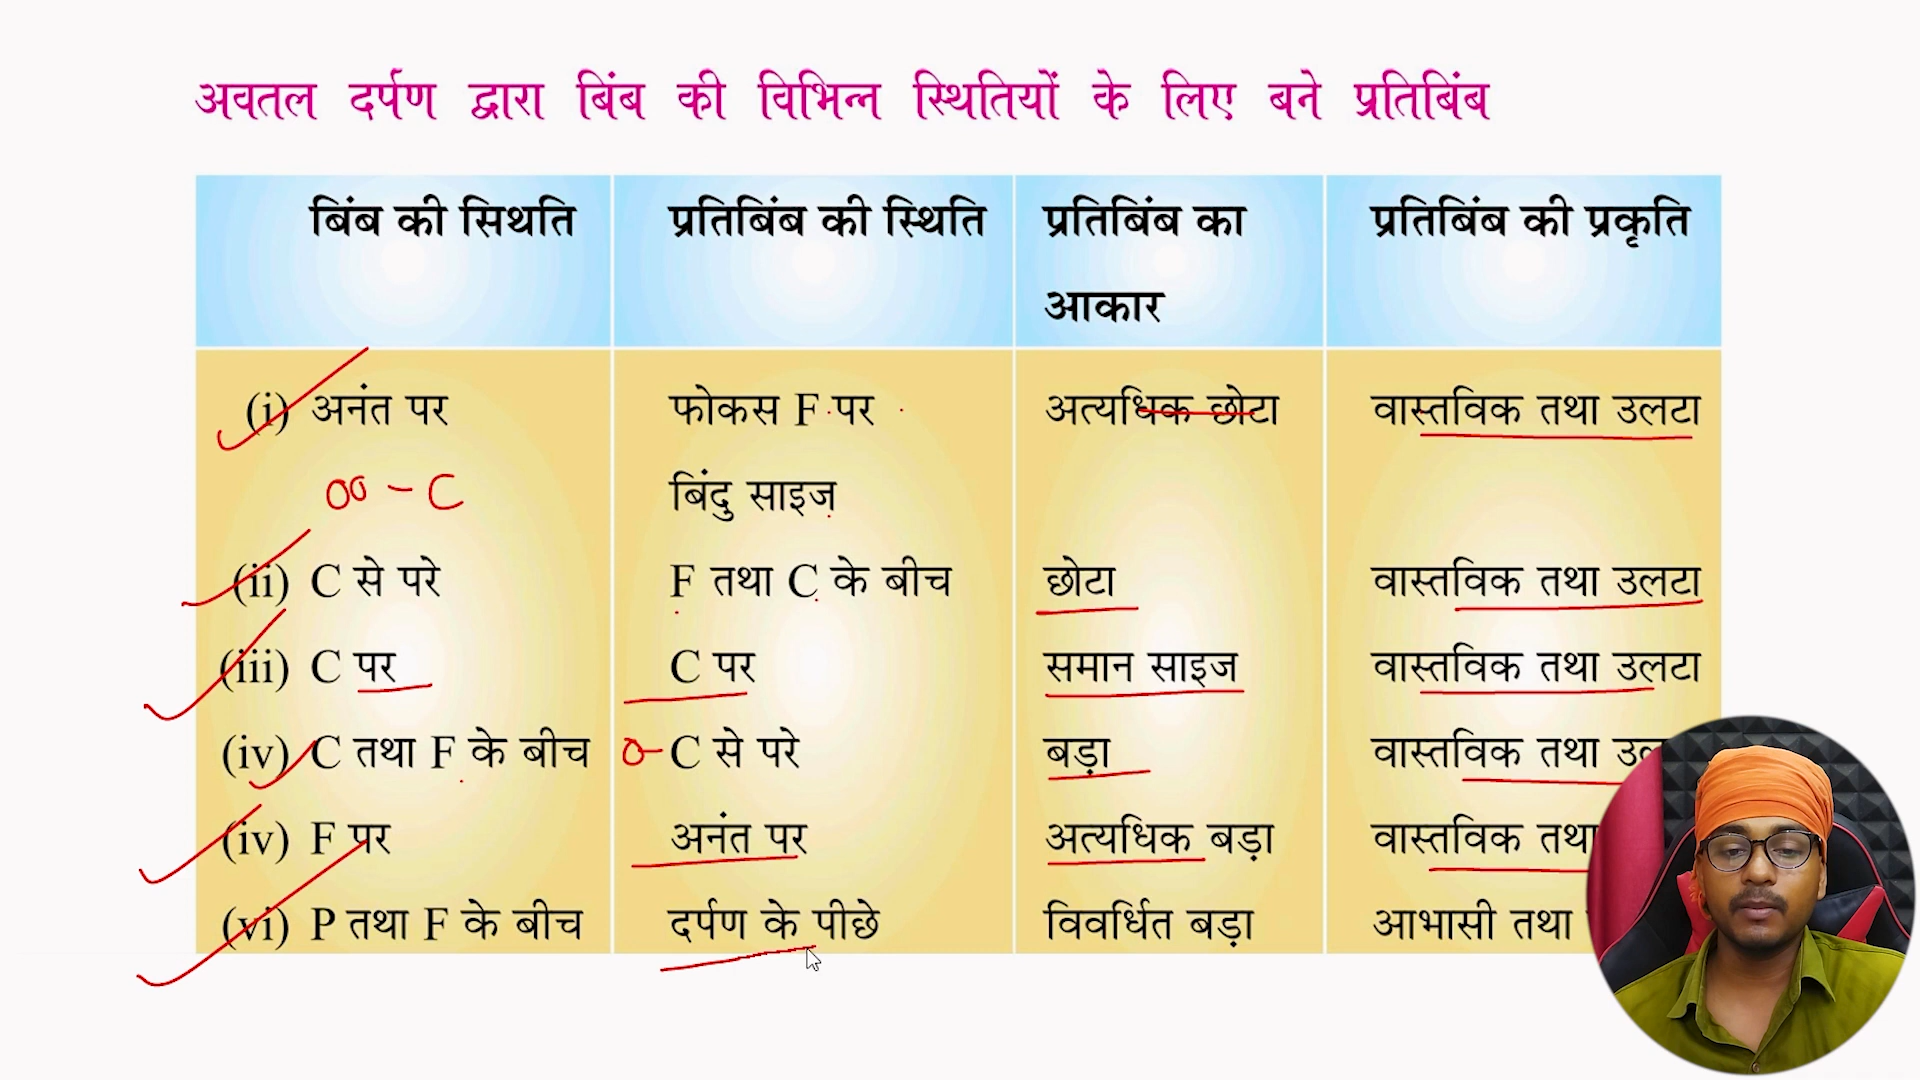 अवतल दर्पण द्वारा बिंब की विभिन्न स्थितियों के लिए बने प्रतिबिंब
बिंब की सिथति प्रतिबिंब की स्थिति प्रतिबिंब का आकार प्रतिबिंब की प्रकृति
(i) अनंत पर फोकस F पर अत्यधिक छोटा वास्तविक तथा उलटा
∞ – C बिंदु साइज़
(ii) C से परे F तथा C के बीच छोटा वास्तविक तथा उलटा
(iii) C पर C पर समान साइज वास्तविक तथा उलटा
(iv) C तथा F के बीच C से परे बड़ा वास्तविक तथा
(iv) F पर अनंत पर अत्यधिक बड़ा वास्तविक तथा
(vi) P तथा F के बीच दर्पण के पीछे विवर्धित बड़ा आभासी तथा